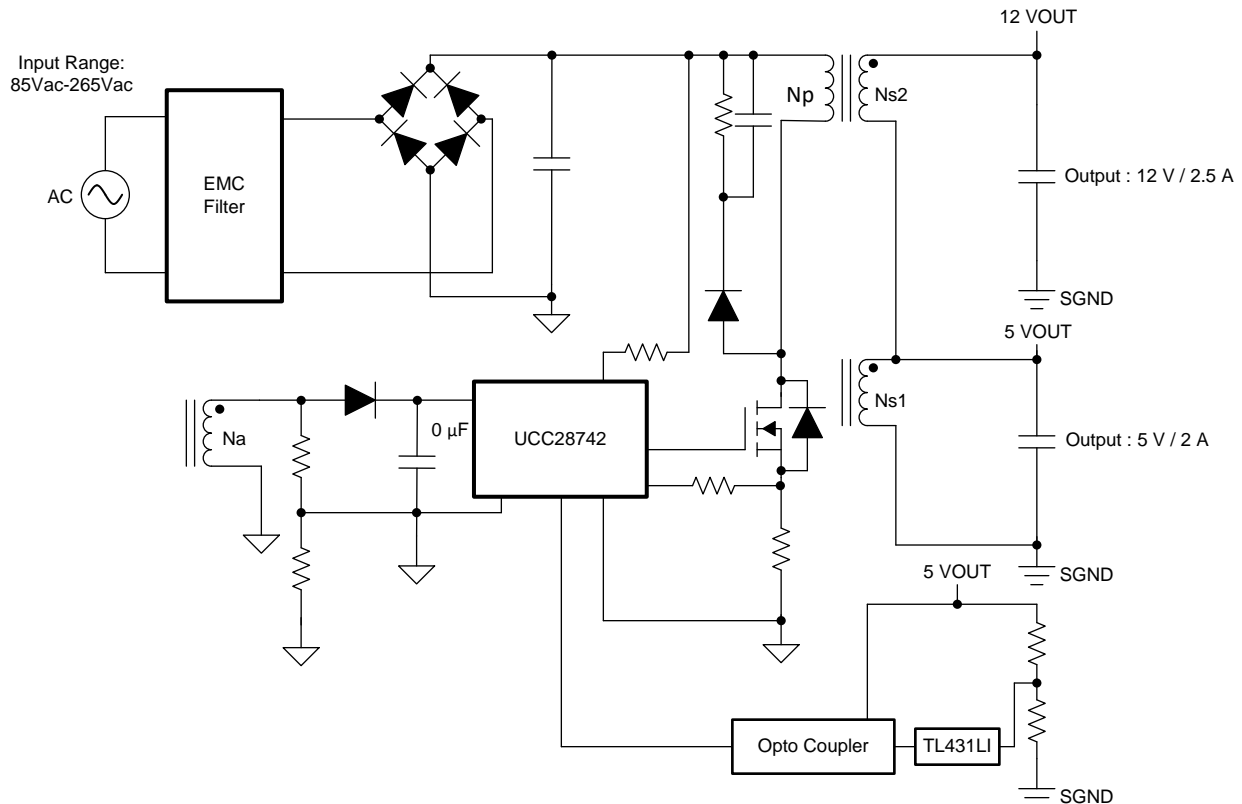 12 VOUT
Input Range:
85Vac-265Vac
Np
Ns2
EMC
Filter
AC
Output : 12 V / 2.5 A
SGND
5 VOUT
Na
0 µF
UCC28742
Ns1
Output : 5 V / 2 A
SGND
5 VOUT
Opto Coupler
TL431LI
SGND